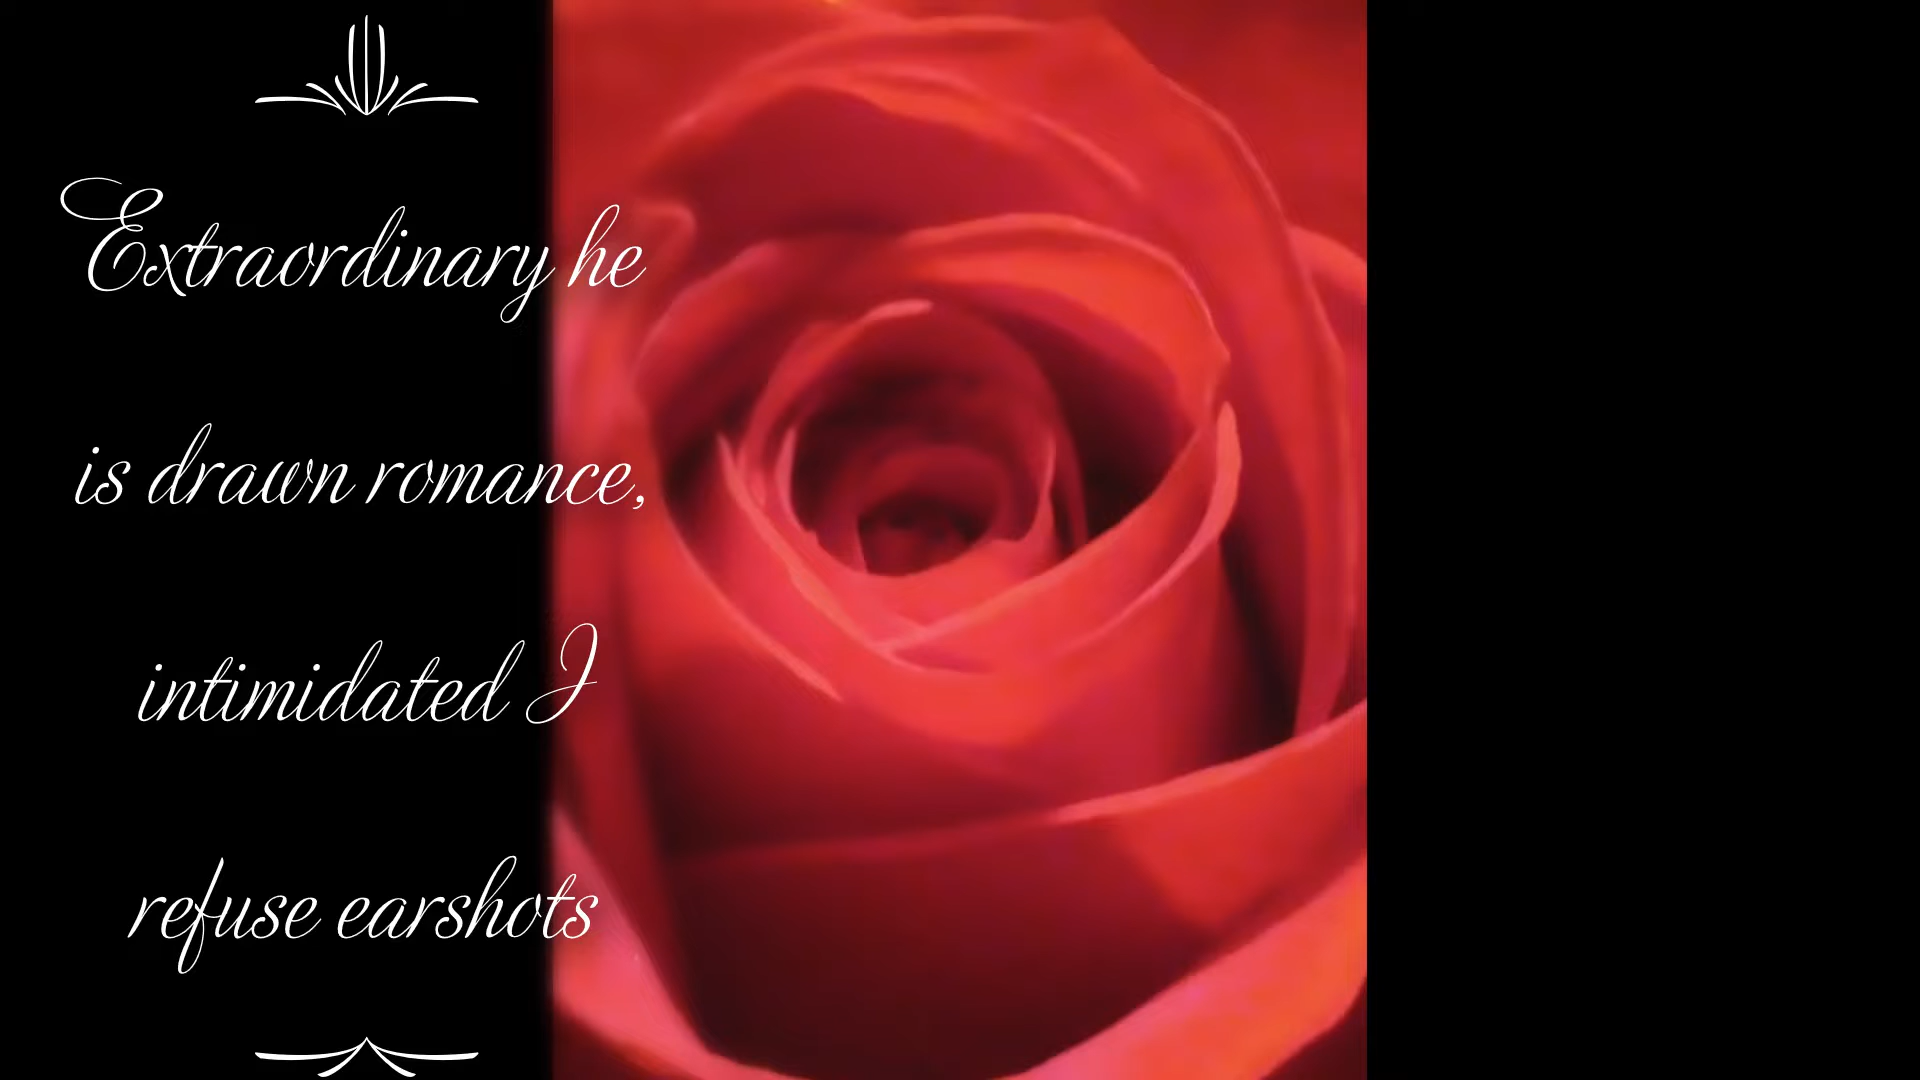 Extraordinary he
is drawn romance,
intimidated I
refuse earshots